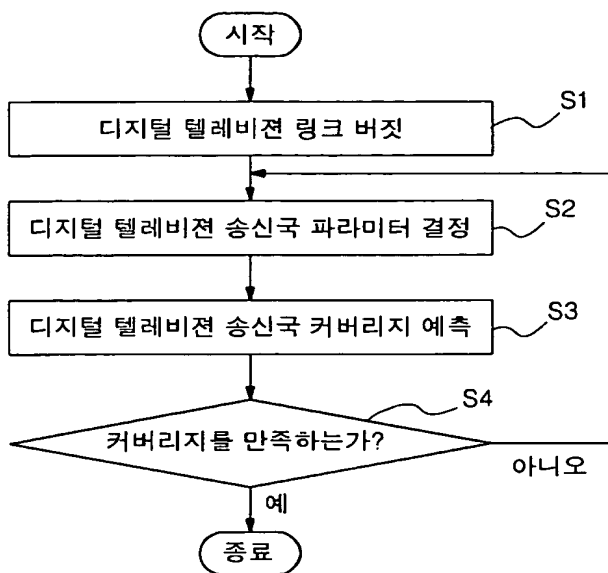 시작
S1
디지털 텔레비젼 링크 버짓
S2
디지털 텔레비젼 송신국 파라미터 결정
S3
디지털 텔레비젼 송신국 커버리지 예측
S4
커버리지를 만족하는가?
아니오
예
종료